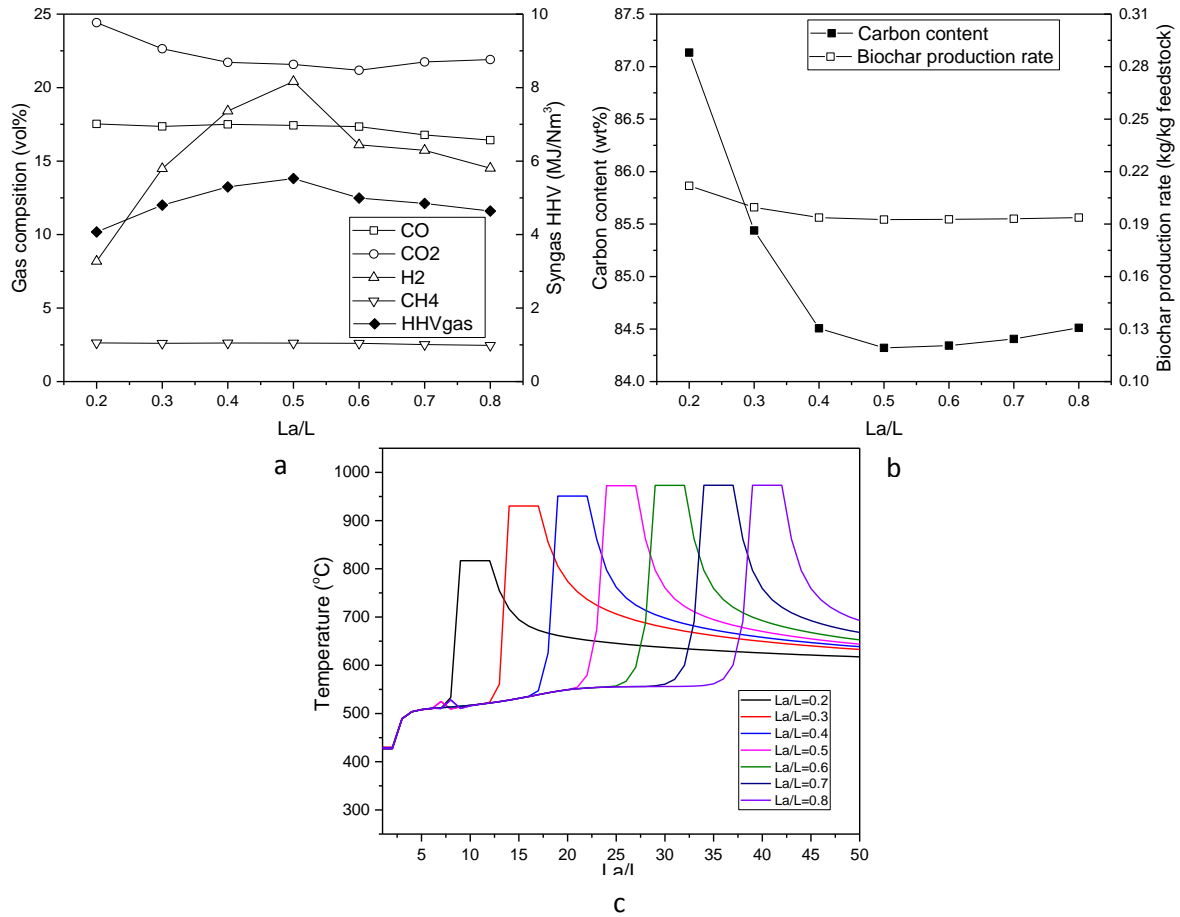 25
20
15
10
5
0
Gas compsition (vol%)
0.2 0.3 0.4 0.5 0.6 0.7 0.8
La/L
10
8
6
4
2
0
Syngas HHV (MJ/Nm³)
CO
CO2
H2
CH4
HHVgas
a
87.5
87.0
86.5
86.0
85.5
85.0
84.5
84.0
Carbon content (wt%)
0.2 0.3 0.4 0.5 0.6 0.7 0.8
La/L
0.31
0.28
0.25
0.22
0.19
0.16
0.13
0.10
Biochar production rate (kg/kg feedstock)
Carbon content
Biochar production rate
b
1000
900
800
700
600
500
400
300
Temperature (°C)
5 10 15 20 25 30 35 40 45 50
La/L
La/L=0.2
La/L=0.3
La/L=0.4
La/L=0.5
La/L=0.6
La/L=0.7
La/L=0.8
c